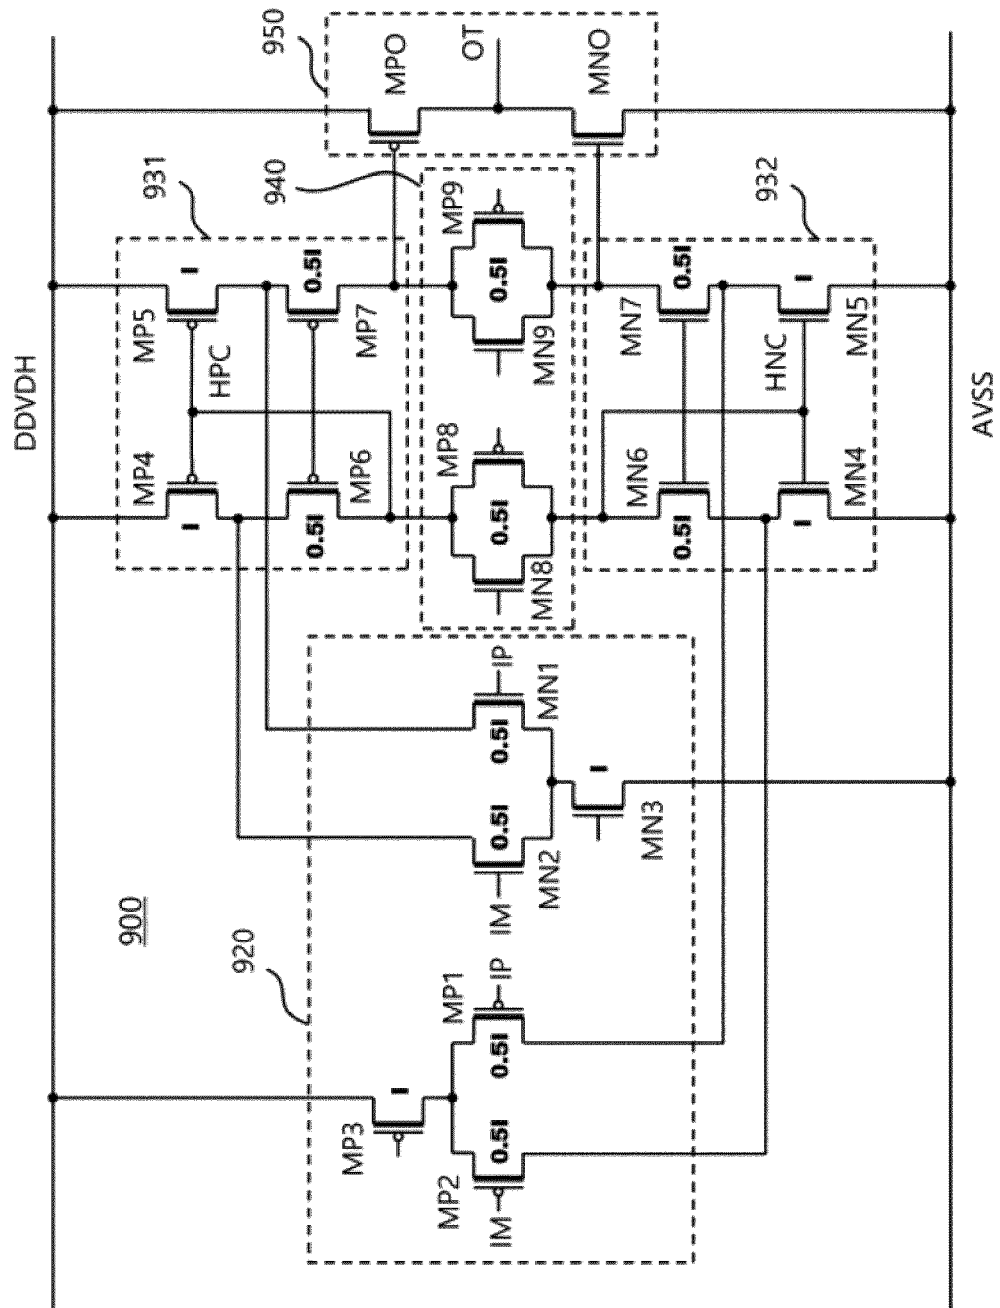 950
MPO
OT
MNO
940
931
932
MP9
I
0.5I
0.5I
0.5I
I
MP5
MP7
MN9
MN7
MN5
HPC
HNC
DDVDH
AVSS
MP4
MP6
MP8
MN6
MN4
I
0.5I
0.5I
0.5I
I
MN8
IP
MN1
0.5I
I
0.5I
MN3
MN2
IM
900
920
MP1
IP
I
0.5I
0.5I
MP3
MP2
IM